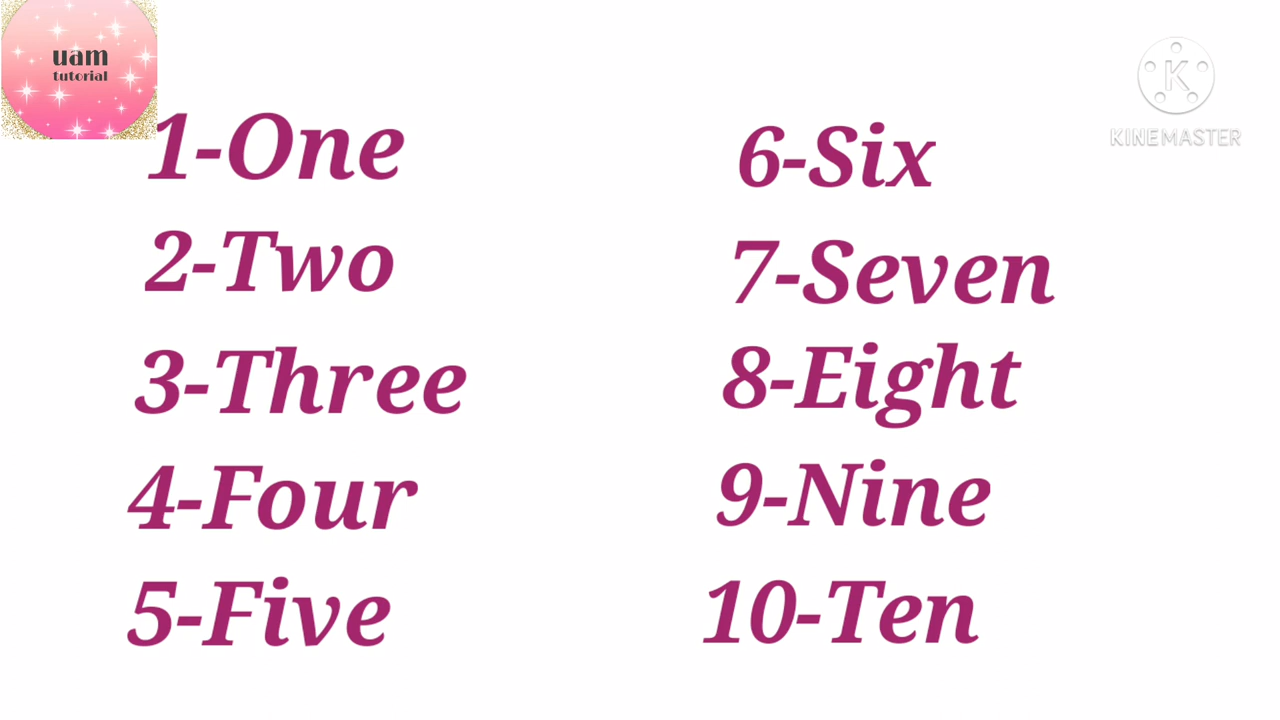 uam
tutorial
KINEMASTER
1-One
2-Two
3-Three
4-Four
5-Five
6-Six
7-Seven
8-Eight
9-Nine
10-Ten